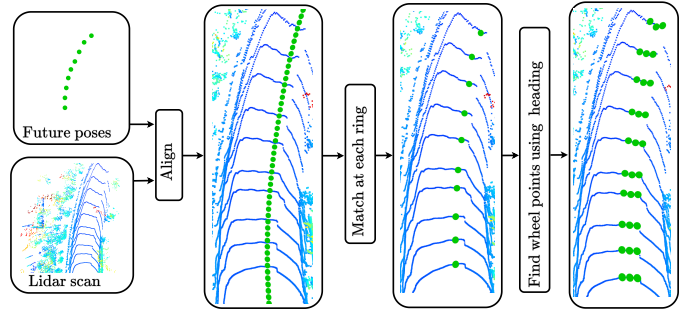 Future poses
Lidar scan
Align
Match at each ring
Find wheel points using heading